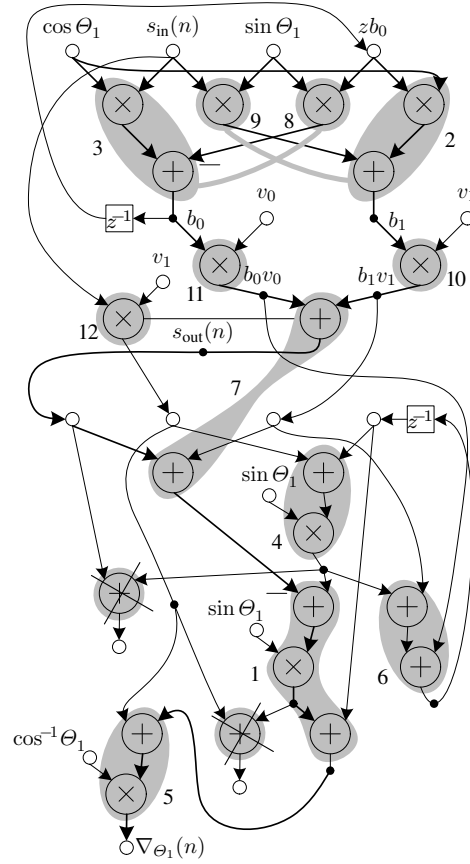 cos Θ₁ s_in(n) sin Θ₁ zb₀
× × × ×
9 8
3 2
+ − +
z⁻¹ b₀ v₀ b₁ v₁
× ×
v₁ 11 b₀v₀ b₁v₁ 10
× +
12 s_out(n)
7
z⁻¹
+ +
sin Θ₁
×
4
+ − + +
sin Θ₁
× 1 + 6
+ + +
cos⁻¹ Θ₁
× 5
∇_Θ₁(n)